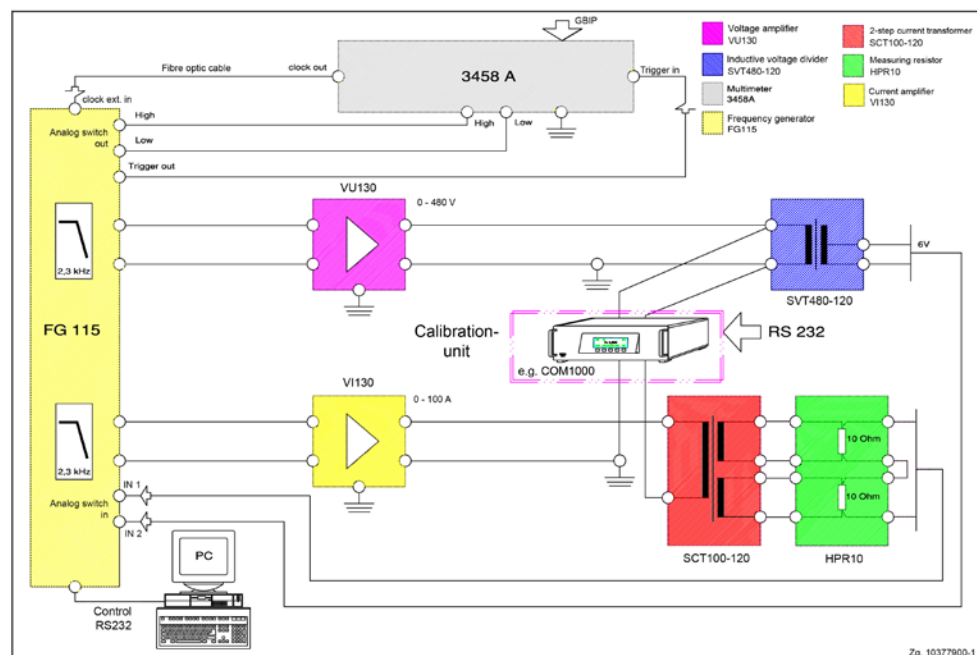 GBIP
3458 A
Fibre optic cable
clock out
Trigger in
clock ext. in
High
Low
High
Low
Analog switch
out
Trigger out
Voltage amplifier
VU130
Inductive voltage divider
SVT480-120
Multimeter
3458A
Frequency generator
FG115
2-step current transformer
SCT100-120
Measuring resistor
HPR10
Current amplifier
VI130
VU130
0 - 480 V
2,3 kHz
6V
SVT480-120
FG 115
Calibration-
unit
RS 232
e.g. COM1000
VI130
0 - 100 A
2,3 kHz
10 Ohm
10 Ohm
IN 1
Analog switch
in
IN 2
SCT100-120
HPR10
PC
Control
RS232
Zg. 10377900-1